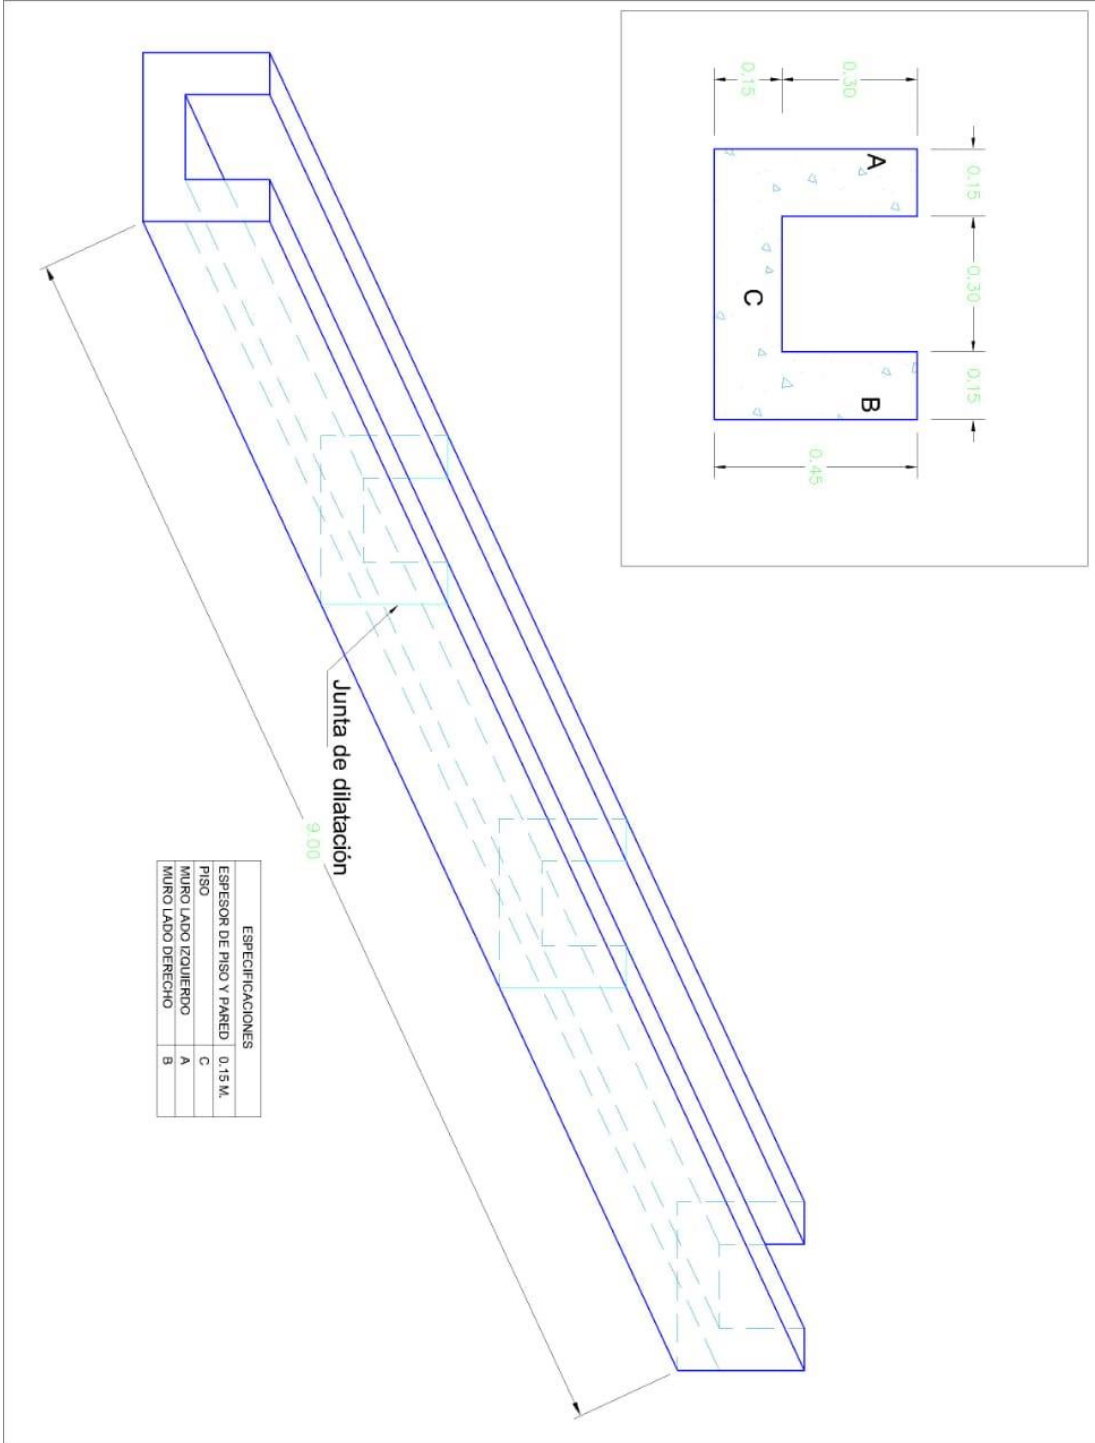 0.15
0.30
0.15
0.30
0.15
0.45
A
B
C
Junta de dilatación
9.00
ESPECIFICACIONES
ESPESOR DE PISO Y PARED 0.15 M.
PISO C
MURO LADO IZQUIERDO A
MURO LADO DERECHO B